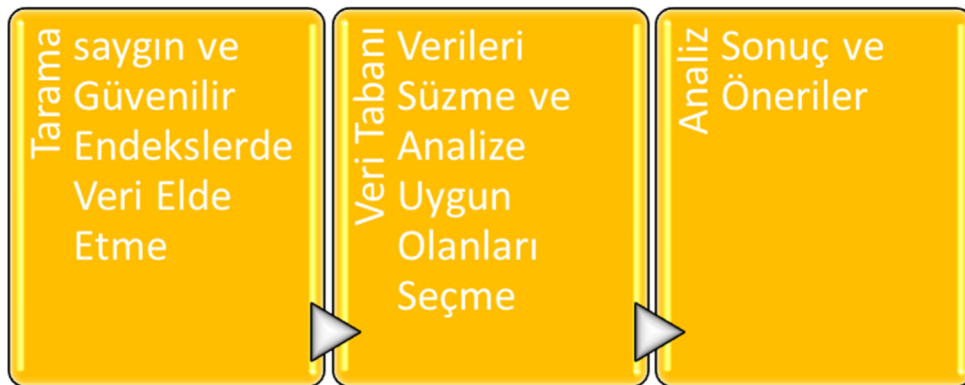 Tarama
saygın ve
Güvenilir
Endekslerde
Veri Elde
Etme
Veri Tabanı
Verileri
Süzme ve
Analize
Uygun
Olanları
Seçme
Analiz
Sonuç ve
Öneriler